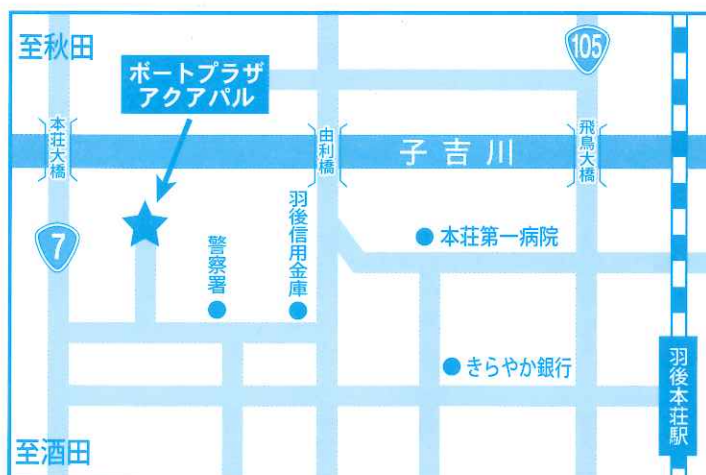 至秋田
105
ボートプラザ
アクアパル
本荘大橋
由利橋
子吉川
飛鳥大橋
7
警察署
羽後信用金庫
本荘第一病院
きらやか銀行
羽後本荘駅
至酒田